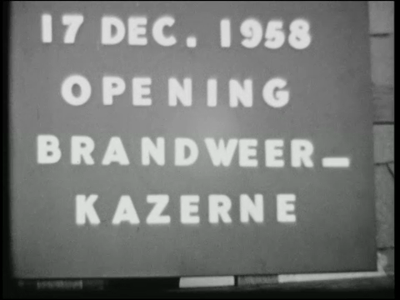 17 DEC. 1958
OPENING
BRANDWEER-
KAZERNE